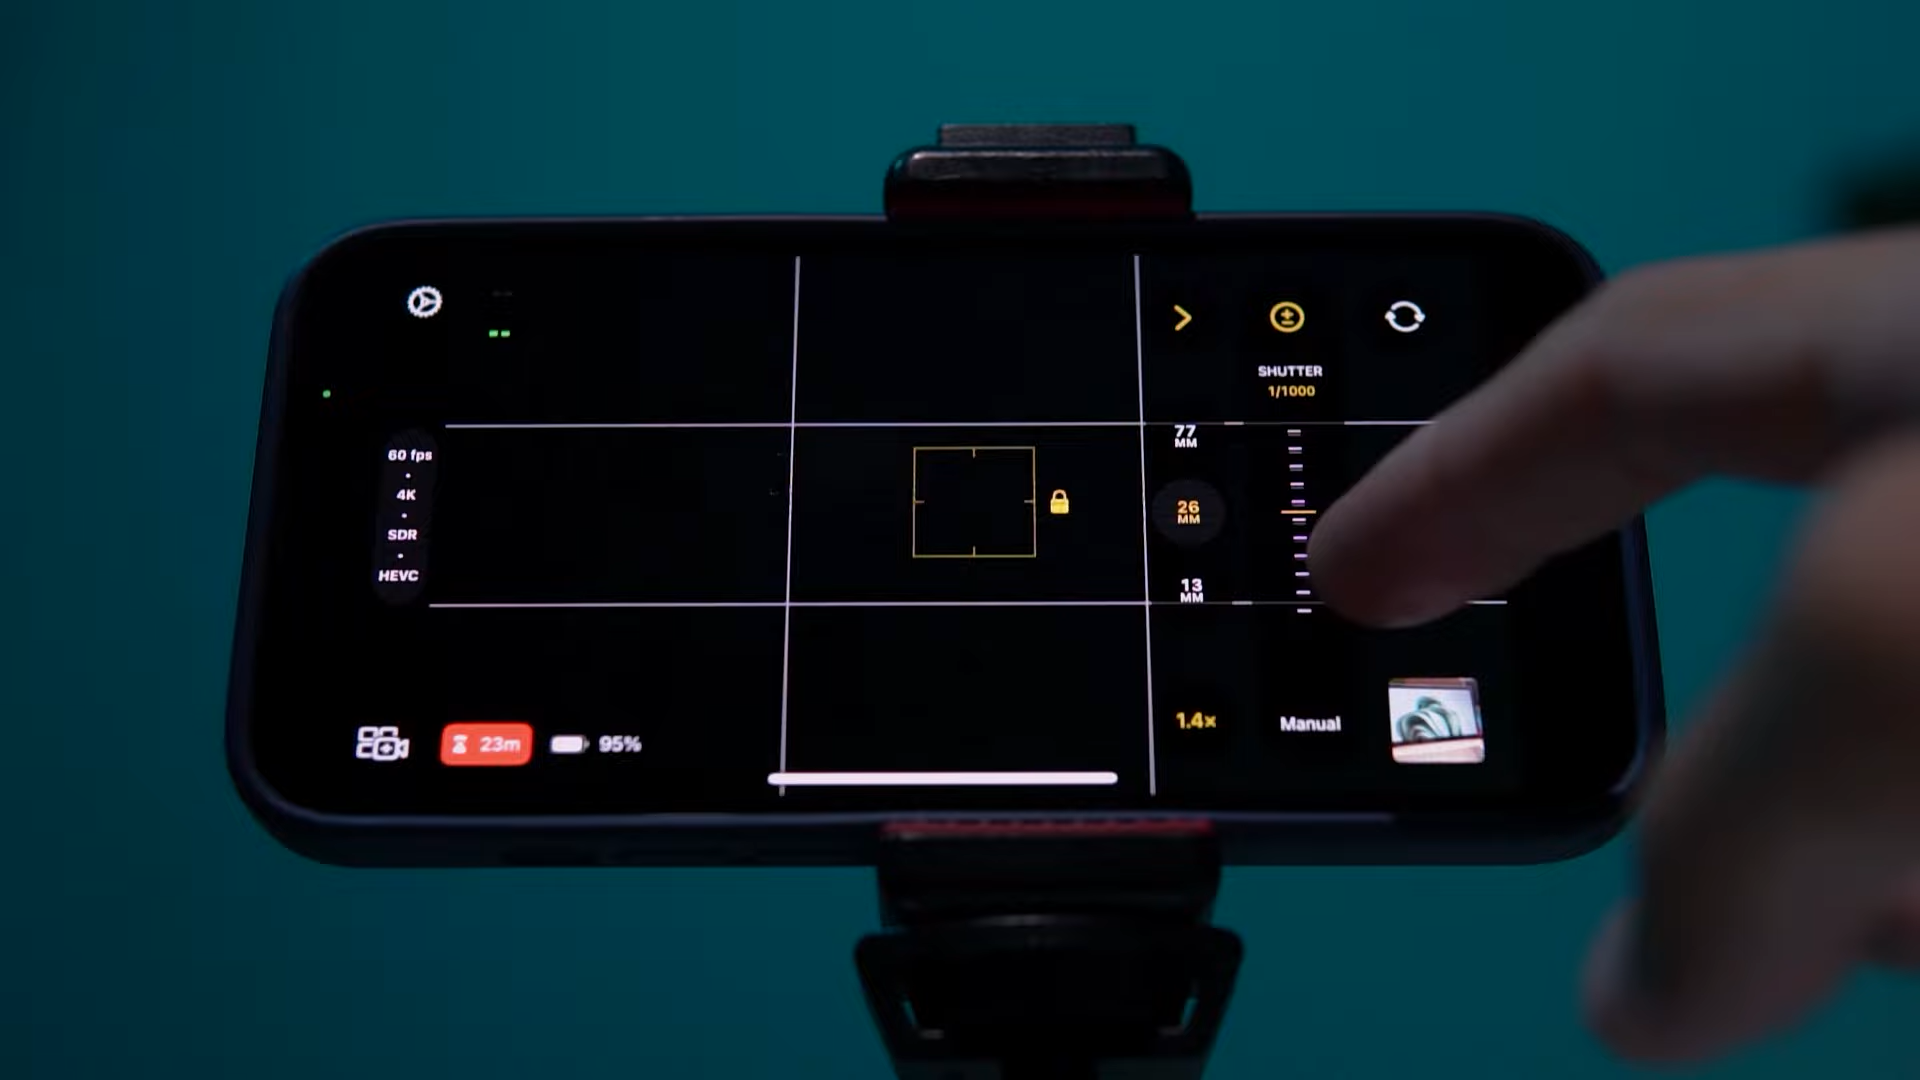 SHUTTER
1/1000
77
MM
60 fps
4K
26
MM
SDR
HEVC
13
MM
1.4x
Manual
23m
95%